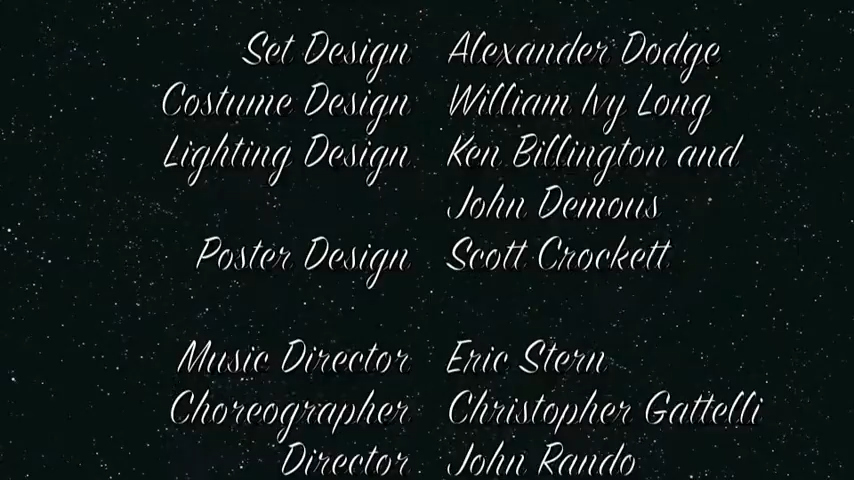 Set Design Alexander Dodge
Costume Design William Ivy Long
Lighting Design Ken Billington and
John Demous
Poster Design Scott Crockett
Music Director Eric Stern
Choreographer Christopher Gattelli
Director John Rando